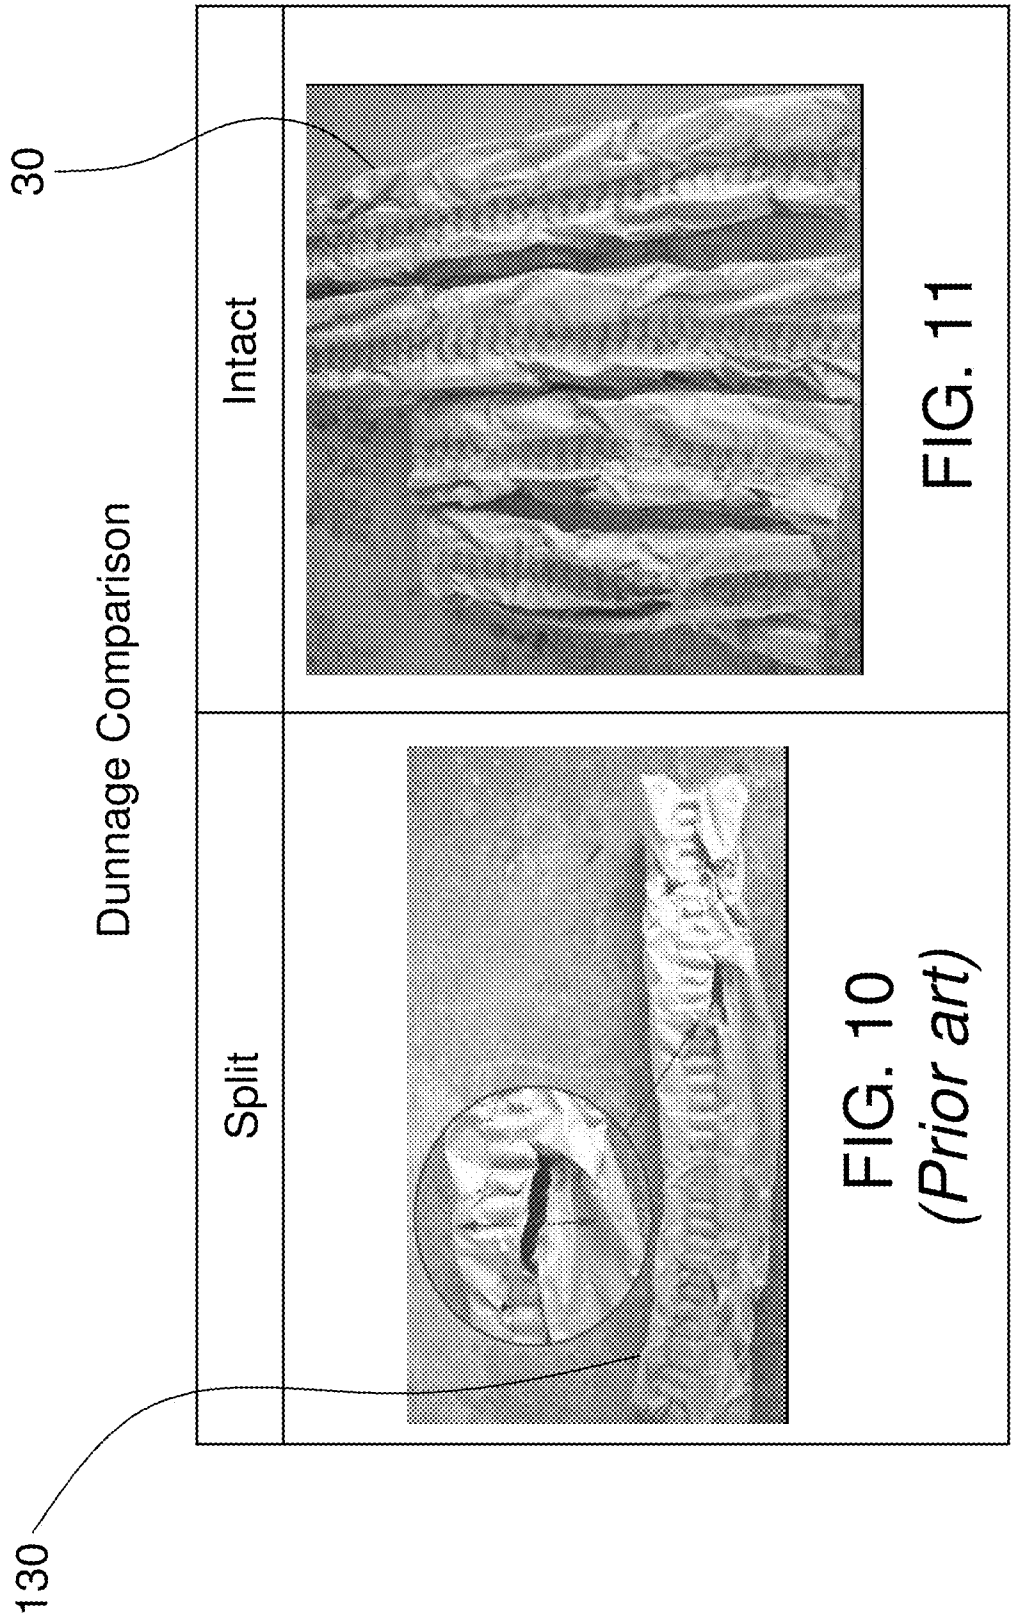 Dunnage Comparison
Split
Intact
130
30
FIG. 10
(Prior art)
FIG. 11